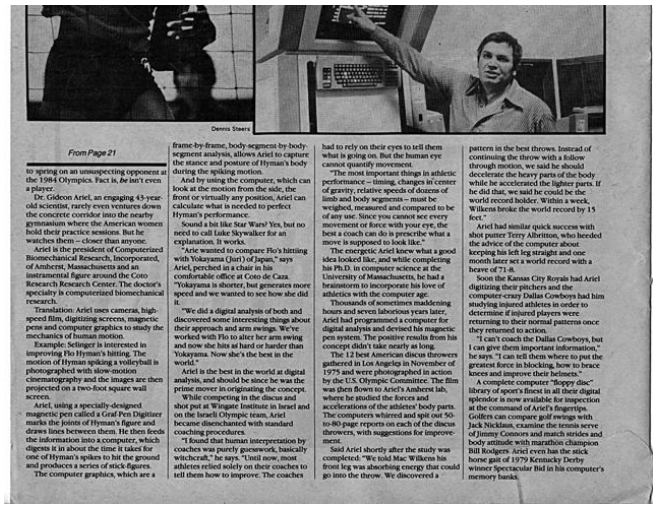 Dennis Steers
From Page 21
to spring on an unsuspecting opponent at
the 1984 Olympics. Fact is, he isn't even
a player.
Dr. Gideon Ariel, an engaging 43-year-
old scientist, rarely even ventures down
the concrete corridor into the nearby
gymnasium where the American women
hold their practice sessions. But he
watches them – closer than anyone.
Ariel is the president of Computerized
Biomechanical Research, Incorporated,
of Amherst, Massachusetts and an
instrumental figure around the Coto
Research Research Center. The doctor's
specialty is computerized biomechanical
research.
Translation: Ariel uses cameras, high-
speed film, digitizing screens, magnetic
pens and computer graphics to study the
mechanics of human motion.
Example: Selinger is interested in
improving Flo Hyman's hitting. The
motion of Hyman spiking a volleyball is
photographed with slow-motion
cinematography and the images are then
projected on a two-foot square wall
screen.
Ariel, using a specially-designed
magnetic pen called a Graf Pen Digitizer
marks the joints of Hyman's figure and
draws lines between them. He then feeds
the information into a computer, which
digests it in about the time it takes for
one of Hyman's spikes to hit the ground
and produces a series of stick-figures.
The computer graphics, which are a
frame-by-frame, body-segment-by-body-
segment analysis, allows Ariel to capture
the stance and posture of Hyman's body
during the spiking motion.
And by using the computer, which can
look at the motion from the side, the
front or virtually any position, Ariel can
calculate what is needed to perfect
Hyman's performance.
Sound a bit like Star Wars? Yes, but no
need to call Luke Skywalker for an
explanation. It works.
"Arie wanted to compare Flo's hittiing
with Yokayama (Juri) of Japan," says
Ariel, perched in a chair in his
comfortable office at Coto de Caza.
"Yokayama is shorter, but generates more
speed and we wanted to see how she did
it.
"We did a digital analysis of both and
discovered some interesting things about
their approach and arm swings. We've
worked with Flo to alter her arm swing
and now she hits as hard or harder than
Yokayama. Now she's the best in the
world."
Ariel is the best in the world at digital
analysis, and should be since he was the
prime mover in originating the concept.
While competing in the discus and
shot put at Wingate Institute in Israel and
on the Israeli Olympic team, Ariel
became disenchanted with standard
coaching procedures.
"I found that human interpretation by
coaches was purely guesswork, basically
witchcraft," he says. "Until now, most
athletes relied solely on their coaches to
tell them how to improve. The coaches
had to rely on their eyes to tell them
what is going on. But the human eye
cannot quantify movement.
"The most important things in athletic
performance – timing, changes in center
of gravity, relative speeds of dozens of
limb and body segments – must be
weighed, measured and compared to be
of any use. Since you cannot see every
movement or force with your eye, the
best a coach can do is prescribe what a
move is supposed to look like."
The energetic Ariel knew what a good
idea looked like, and while completing
his Ph.D. in computer science at the
University of Massachusetts, he had a
brainstorm to incorporate his love of
athletics with the computer age.
Thousands of sometimes maddening
hours and seven laborious years later,
Ariel had programmed a computer for
digital analysis and devised his magnetic
pen system. The positive results from his
concept didn't take nearly as long.
The 12 best American discus throwers
gathered in Los Angeles in November of
1975 and were photographed in action
by the U.S. Olympic Committee. The film
was then flown to Ariel's Amherst lab,
where he studied the forces and
accelerations of the athletes' body parts.
The computers whirred and spit out 50-
to-80-page reports on each of the discus
throwers, with suggestions for improve-
ment.
Said Ariel shortly after the study was
completed: "We told Mac Wilkens his
front leg was absorbing energy that could
go into the throw. We discovered a
pattern in the best throws. Instead of
continuing the throw with a follow
through motion, we said he should
decelerate the heavy parts of the body
while he accelerated the lighter parts. If
he did that, we said he could be the
world record holder. Within a week,
Wilkens broke the world record by 15
feet."
Ariel had similar quick success with
shot putter Terry Albritton, who heeded
the advice of the computer about
keeping his left leg straight and one
month later set a world record with a
heave of 71-8.
Soon the Kansas City Royals had Ariel
digitizing their pitchers and the
computer-crazy Dallas Cowboys had him
studying injured athletes in order to
determine if injured players were
returning to their normal patterns once
they returned to action.
"I can't coach the Dallas Cowboys, but
I can give them important information,"
he says. "I can tell them where to put the
greatest force in blocking, how to brace
knees and improve their helmets."
A complete computer "floppy disc"
library of sport's finest in all their digital
splendor is now available for inspection
at the command of Ariel's fingertips.
Golfers can compare golf swings with
Jack Nicklaus, examine the tennis serve
of Jimmy Connors and match strides and
body attitude with marathon champion
Bill Rodgers. Ariel even has the stick
horse gait of 1979 Kentucky Derby
winner Spectacular Bid in his computer's
memory banks.